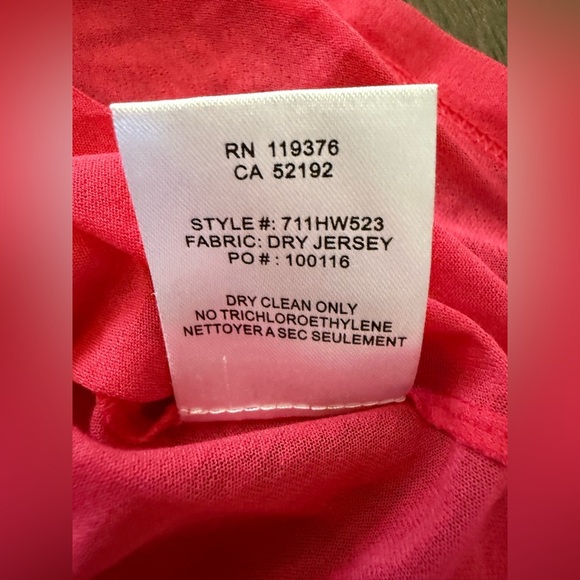 RN 119376
CA 52192
STYLE #: 711HW523
FABRIC: DRY JERSEY
PO # : 100116
DRY CLEAN ONLY
NO TRICHLOROETHYLENE
NETTOYER A SEC SEULEMENT